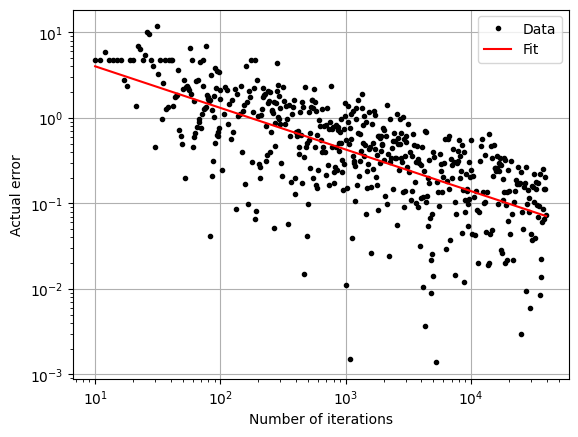 Data
Fit
Actual error
10¹
10⁰
10⁻¹
10⁻²
10⁻³
10¹
10²
10³
10⁴
Number of iterations